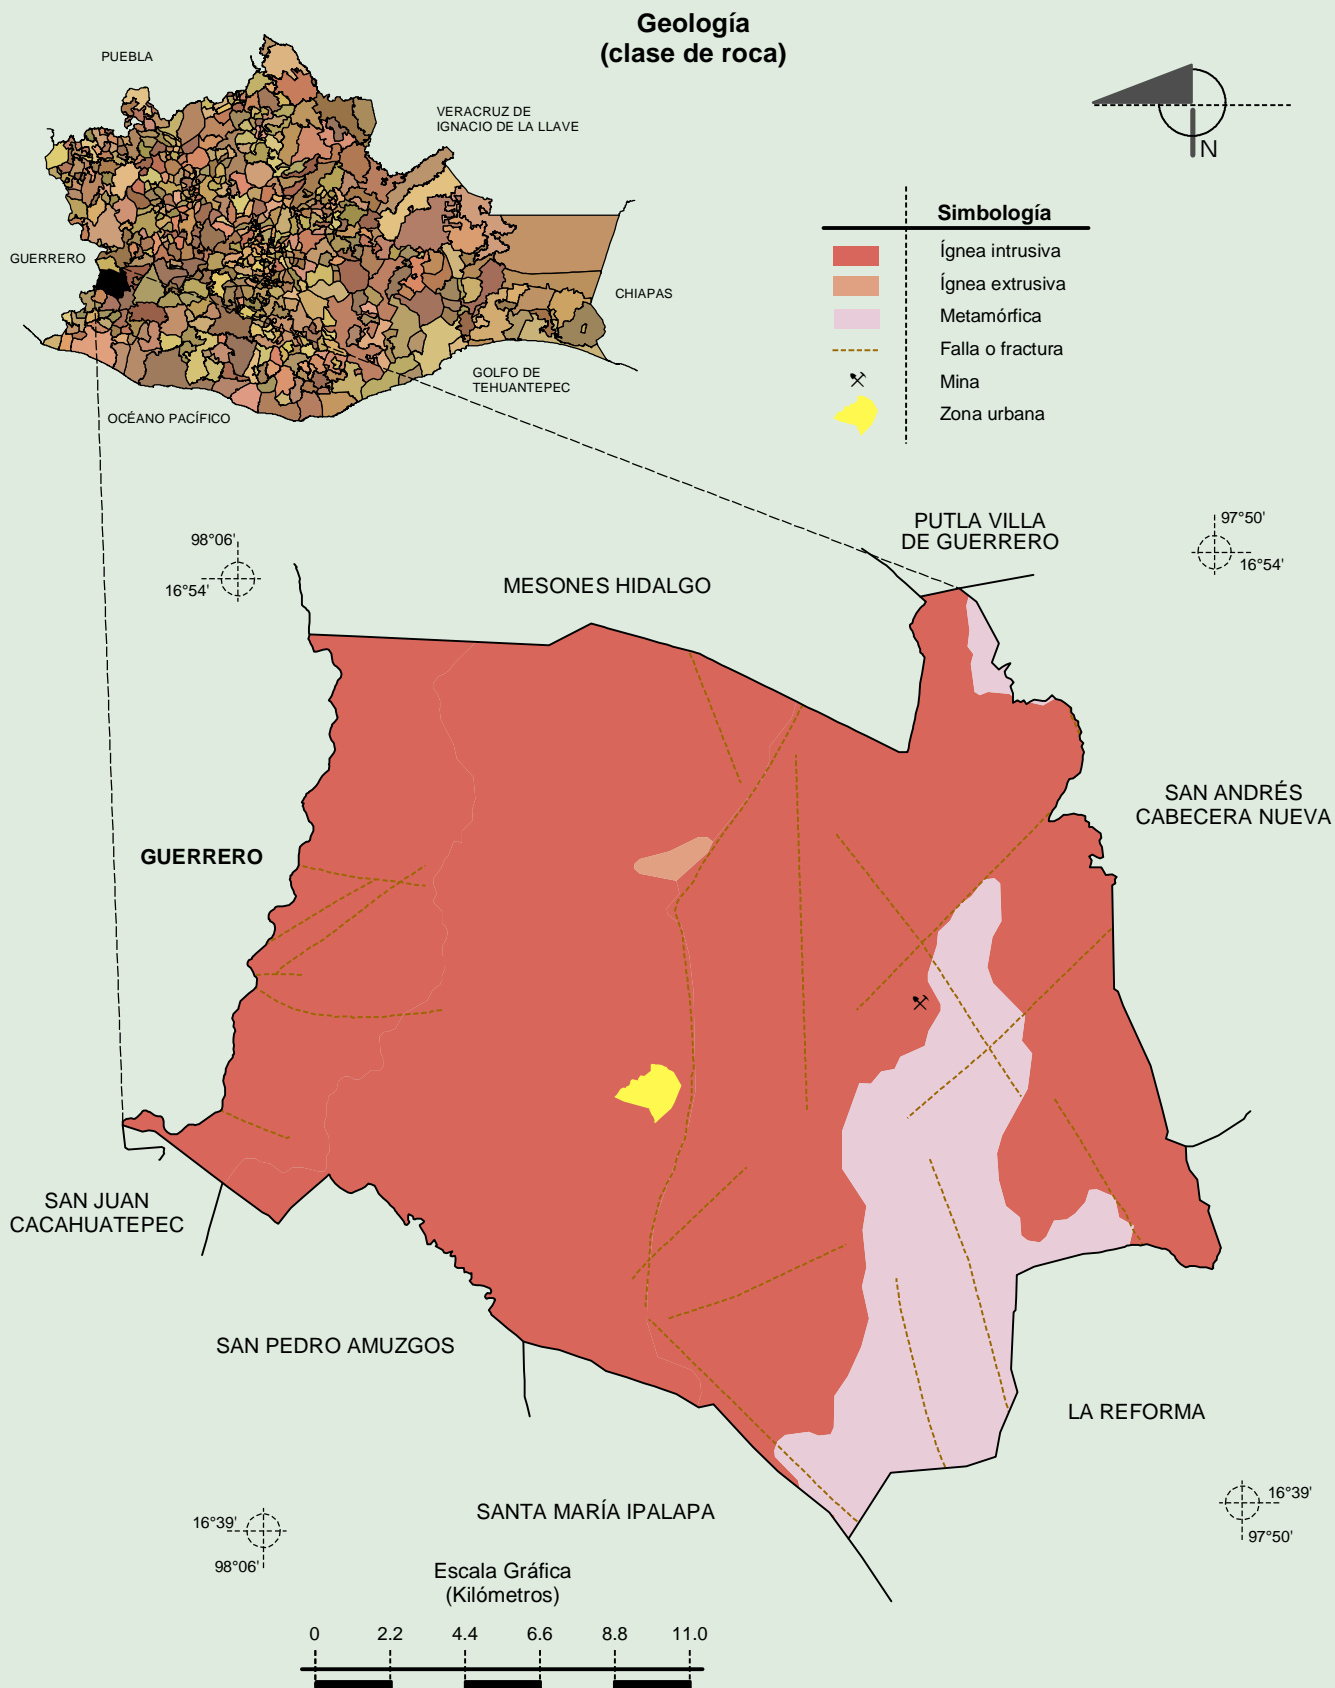 Geología
(clase de roca)
PUEBLA
VERACRUZ DE
IGNACIO DE LA LLAVE
GUERRERO
CHIAPAS
GOLFO DE
TEHUANTEPEC
OCÉANO PACÍFICO
N
Simbología
Ígnea intrusiva
Ígnea extrusiva
Metamórfica
Falla o fractura
Mina
Zona urbana
98°06'
16°54'
97°50'
16°54'
PUTLA VILLA
DE GUERRERO
MESONES HIDALGO
SAN ANDRÉS
CABECERA NUEVA
GUERRERO
SAN JUAN
CACAHUATEPEC
SAN PEDRO AMUZGOS
LA REFORMA
SANTA MARÍA IPALAPA
16°39'
98°06'
16°39'
97°50'
Escala Gráfica
(Kilómetros)
0 2.2 4.4 6.6 8.8 11.0